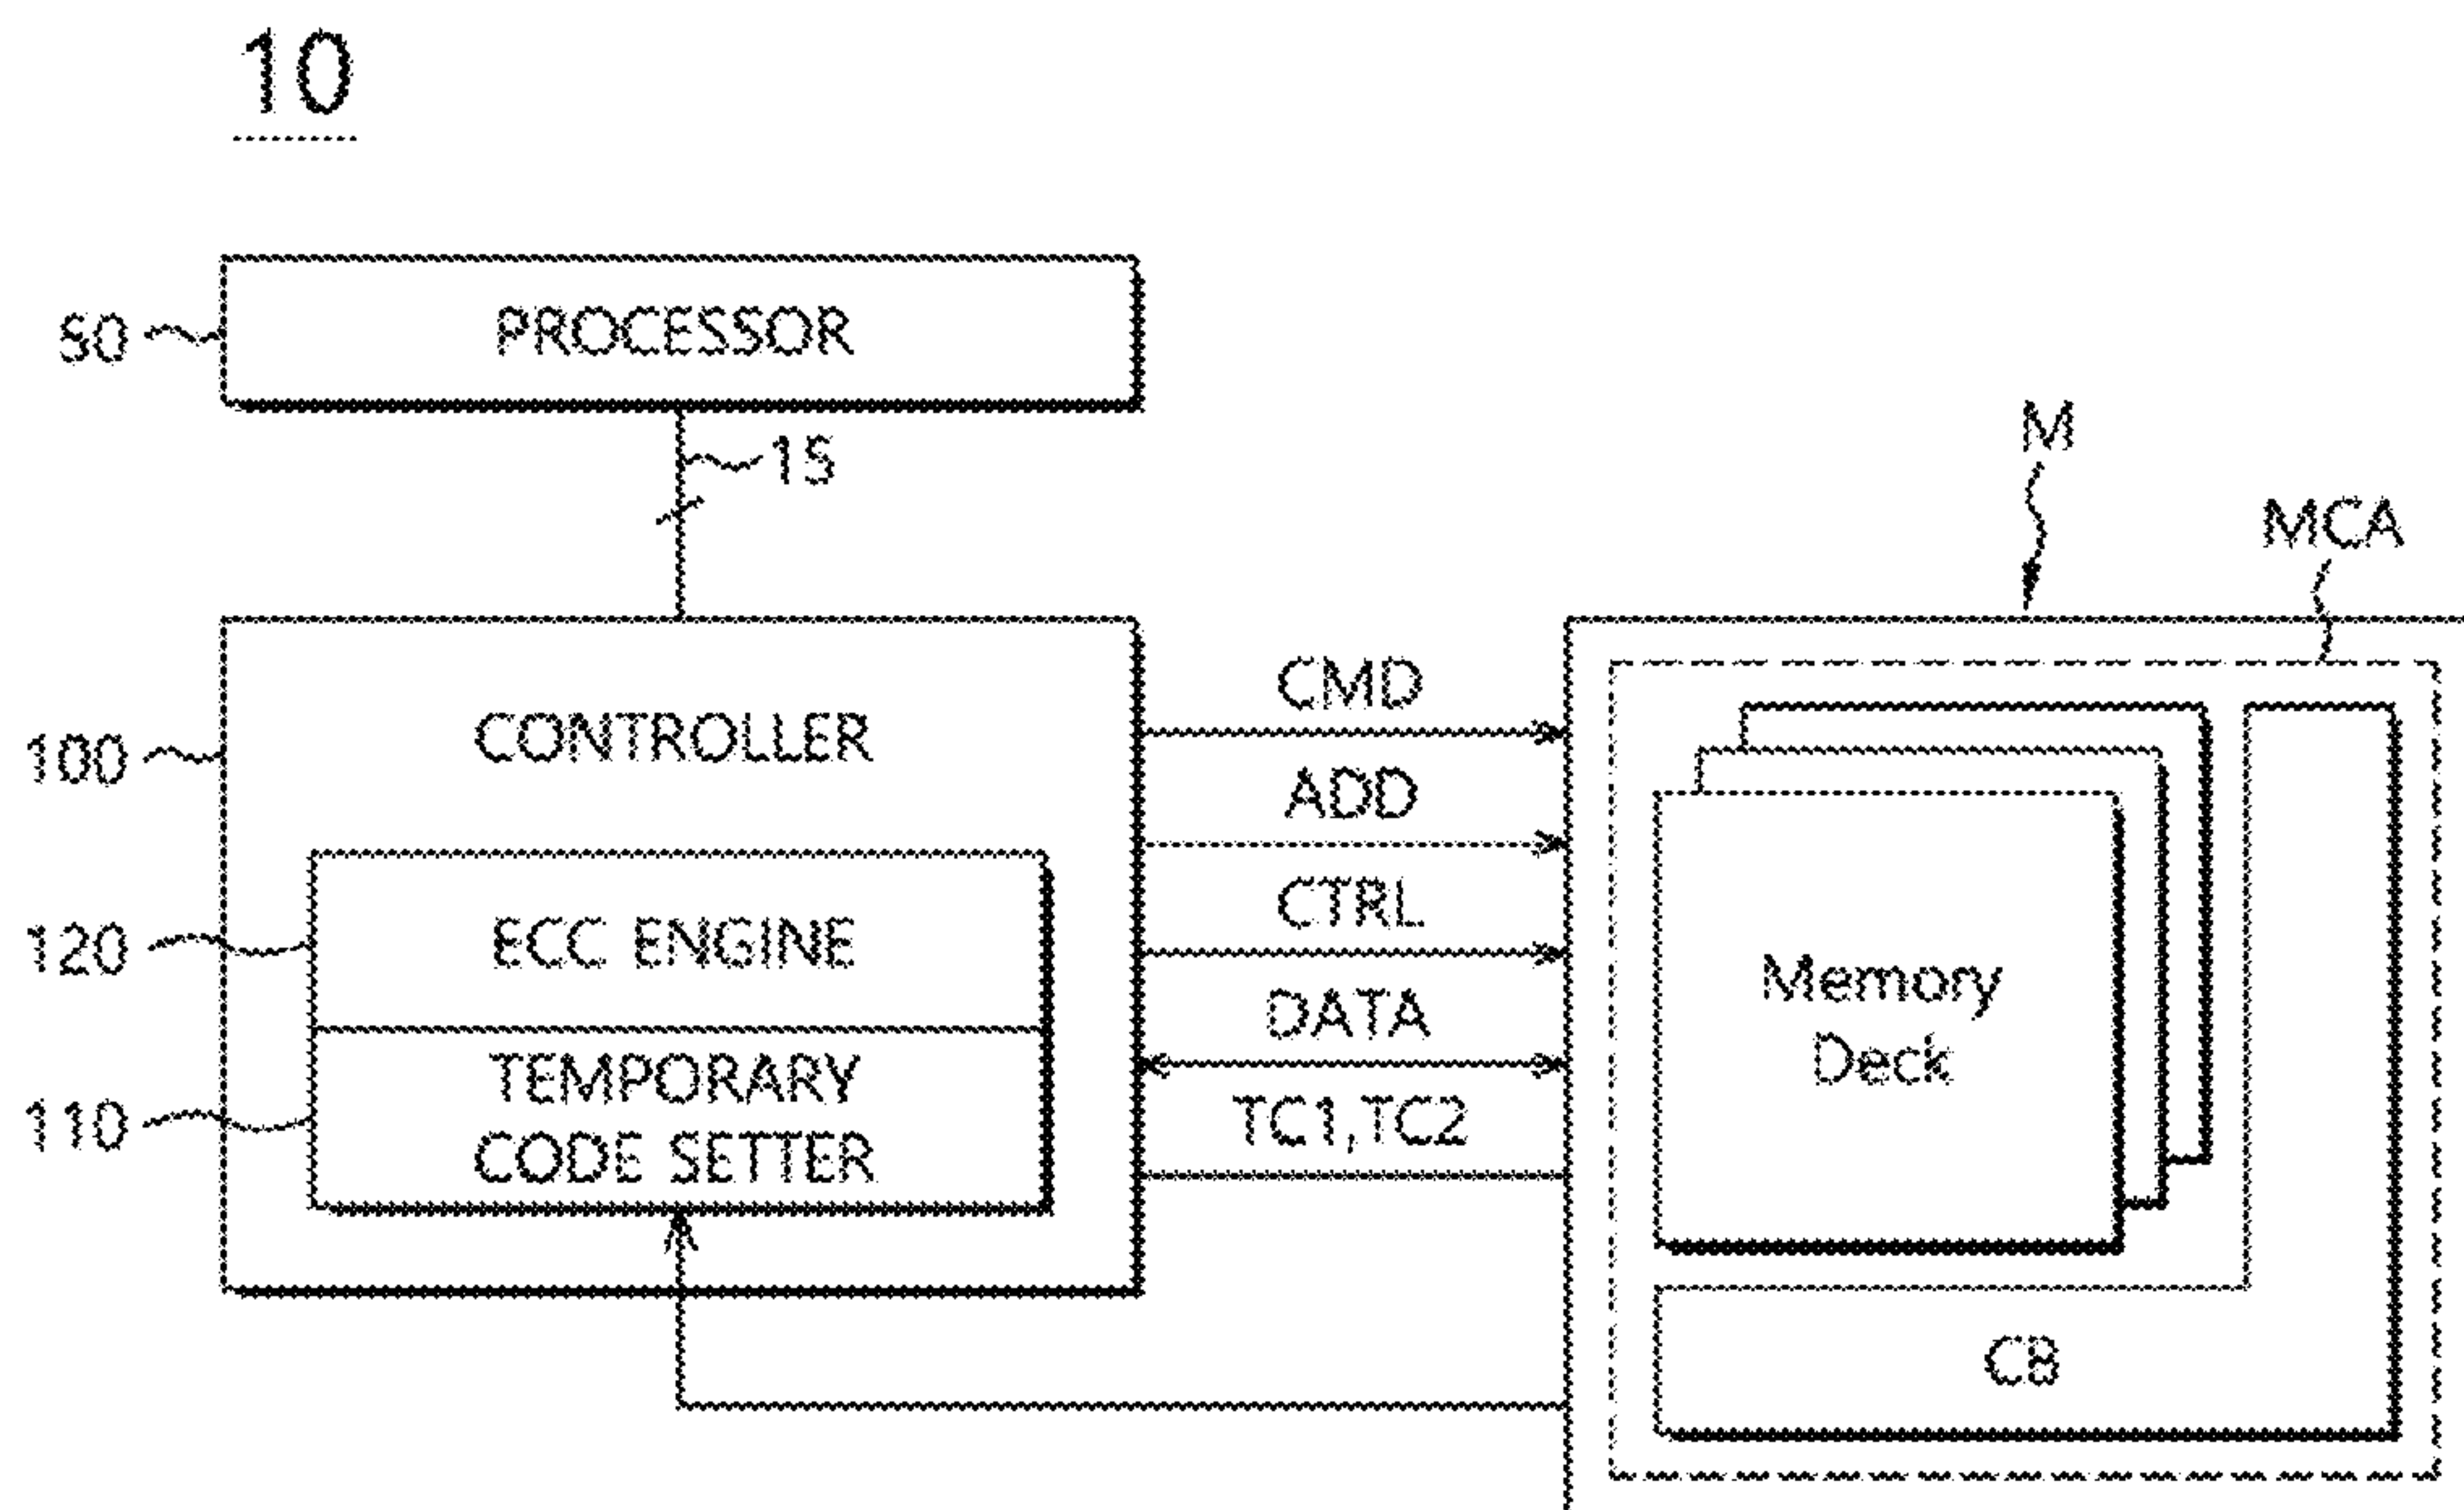 10
PROCESSOR
50
15
M
MCA
CONTROLLER
100
CMD
ADD
CTRL
DATA
TC1,TC2
ECC ENGINE
120
TEMPORARY
CODE SETTER
110
Memory
Deck
CB